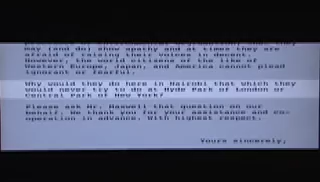 may (and do) show apathy and at times they are
afraid of raising their voices in decent.
However, the world citizens of the like of
Western Europe, Japan, and America cannot plead
ignorant or fearful.
Why would they do here in Nairobi that which they
would never try to do at Hyde Park of London or
Central Park of New York?
Please ask Mr. Maxwell that question on our
behalf. We thank you for your assistance and co-
operation in advance. With highest respect.
Yours sincerely,